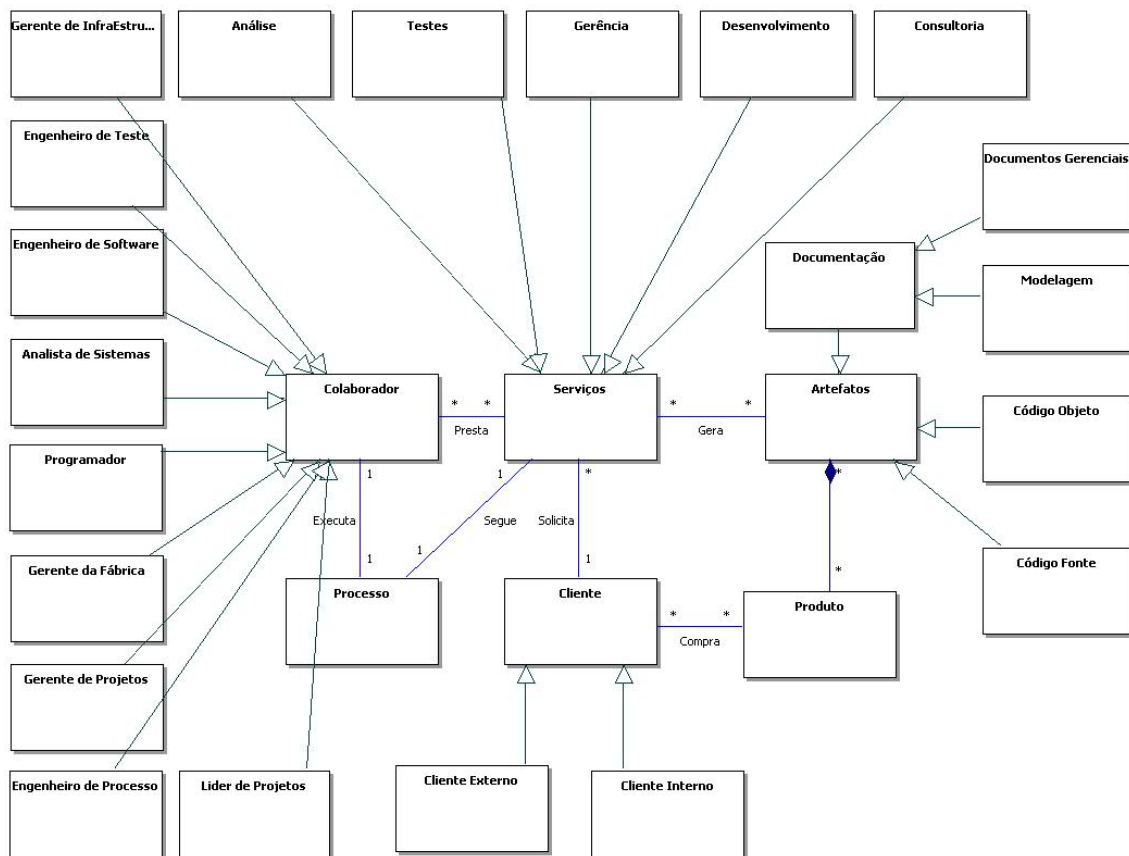 Gerente de InfraEstru...
Análise
Testes
Gerência
Desenvolvimento
Consultoria
Engenheiro de Teste
Documentos Gerenciais
Engenheiro de Software
Documentação
Modelagem
Analista de Sistemas
Colaborador
Serviços
Artefatos
Código Objeto
* *
Presta
* *
Gera
Programador
1
1
*
*
Executa
Segue
Solicita
1
1
1
*
Gerente da Fábrica
Processo
Cliente
Produto
Código Fonte
* *
Compra
Gerente de Projetos
Engenheiro de Processo
Lider de Projetos
Cliente Externo
Cliente Interno